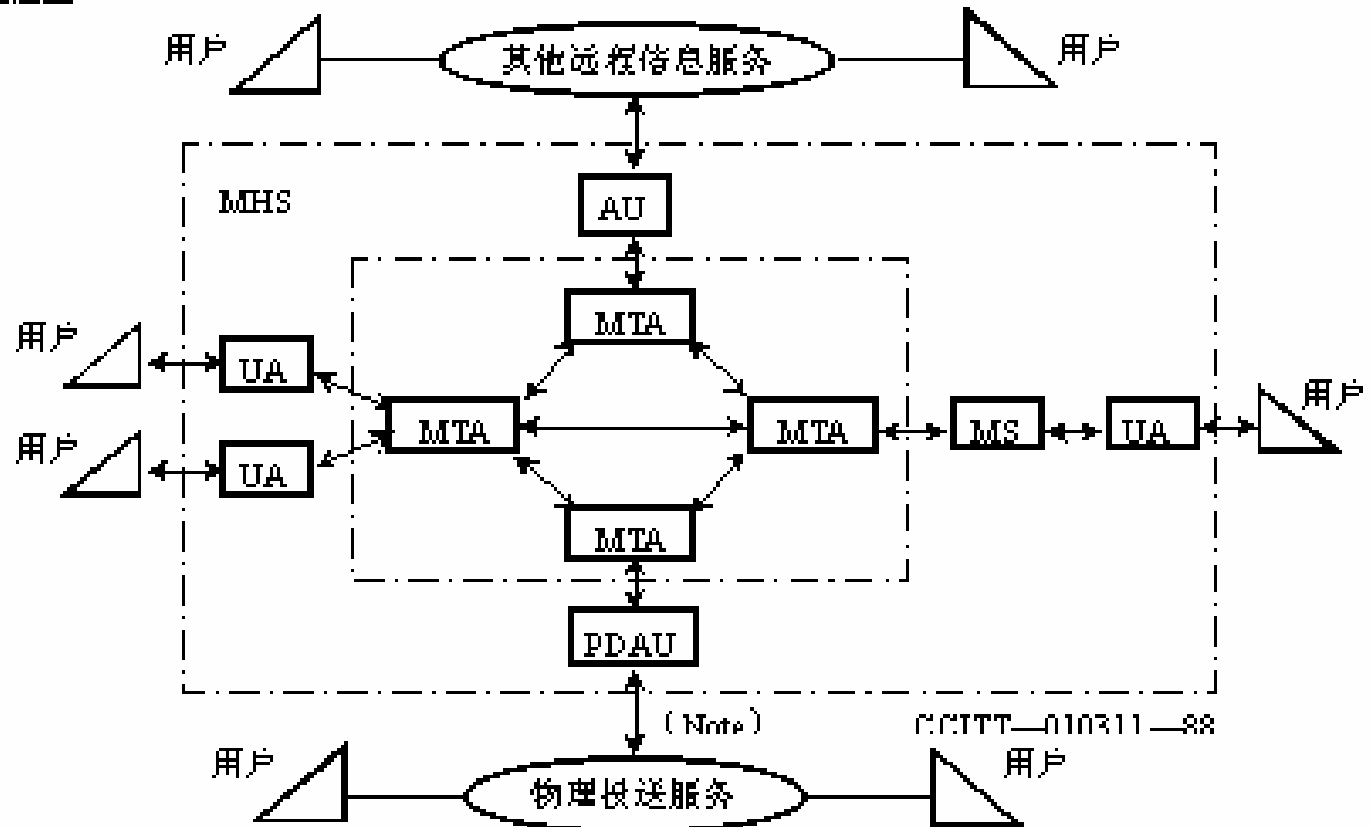 用户
其他远程信息服务
用户
MHS
AU
MTA
用户
UA
用户
UA
MTA
MTA
MS
UA
用户
MTA
PDAU
（Note）
CCITT—010311—88
用户
物理投送服务
用户